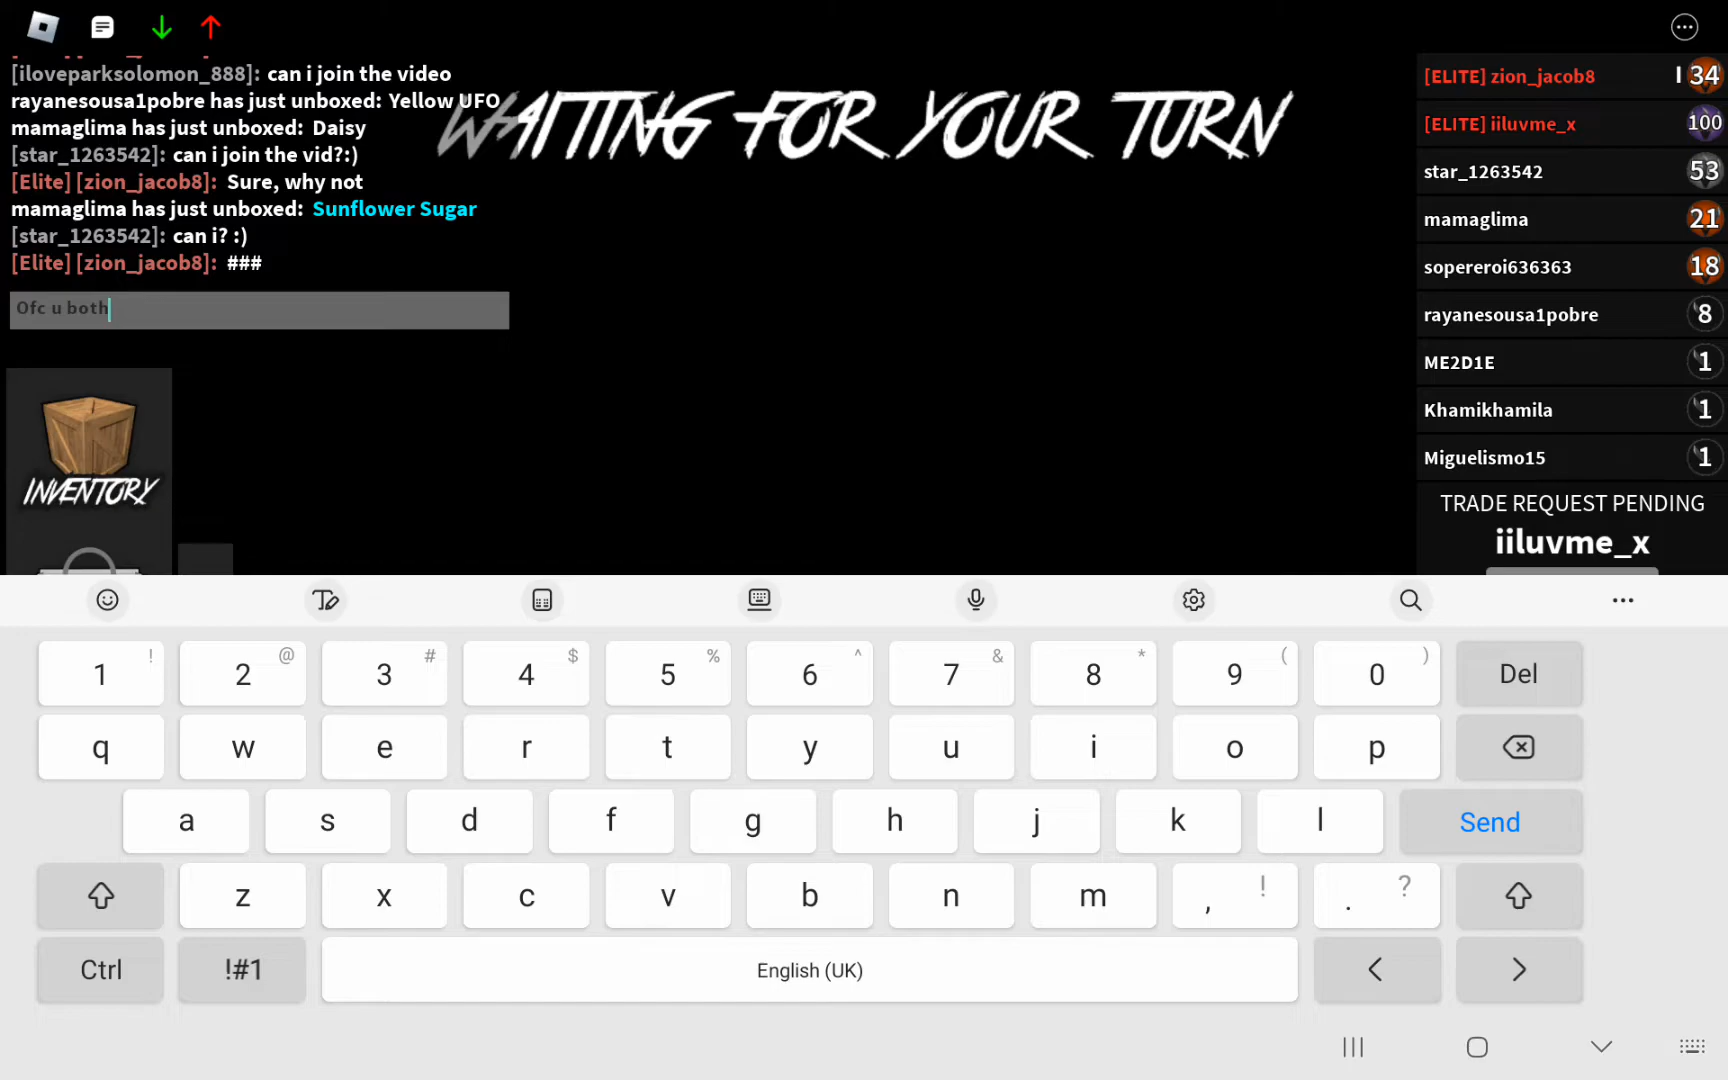 [iloveparksolomon_888]: can i join the video
rayanesousa1pobre has just unboxed: Yellow UFO
mamaglima has just unboxed: Daisy
[star_1263542]: can i join the vid?:)
[Elite] [zion_jacob8]: Sure, why not
mamaglima has just unboxed: Sunflower Sugar
[star_1263542]: can i? :)
[Elite] [zion_jacob8]: ###
Ofc u both
WAITING FOR YOUR TURN
INVENTORY
[ELITE] zion_jacob8 34
[ELITE] iiluvme_x 100
star_1263542 53
mamaglima 21
sopereroi636363 18
rayanesousa1pobre 8
ME2D1E 1
Khamikhamila 1
Miguelismo15 1
TRADE REQUEST PENDING
iiluvme_x
1 ! 2 @ 3 # 4 $ 5 % 6 ^ 7 & 8 * 9 ( 0 ) Del
q w e r t y u i o p
a s d f g h j k l Send
z x c v b n m , ! . ?
Ctrl !#1 English (UK) < >